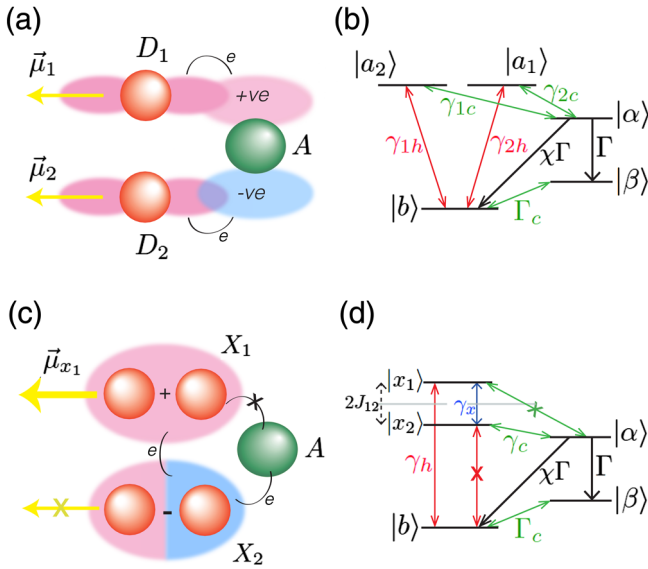 (a)
D₁
e
μ⃗₁
+ve
A
μ⃗₂
-ve
D₂
e
(b)
|a₂⟩
|a₁⟩
γ₁c
γ₂c
|α⟩
γ₁h
γ₂h
χΓ
Γ
|β⟩
|b⟩
Γc
(c)
X₁
μ⃗x₁
+
e
A
e
-
X₂
(d)
|x₁⟩
2J₁₂
γx
|x₂⟩
|α⟩
γc
γh
χΓ
Γ
|β⟩
|b⟩
Γc